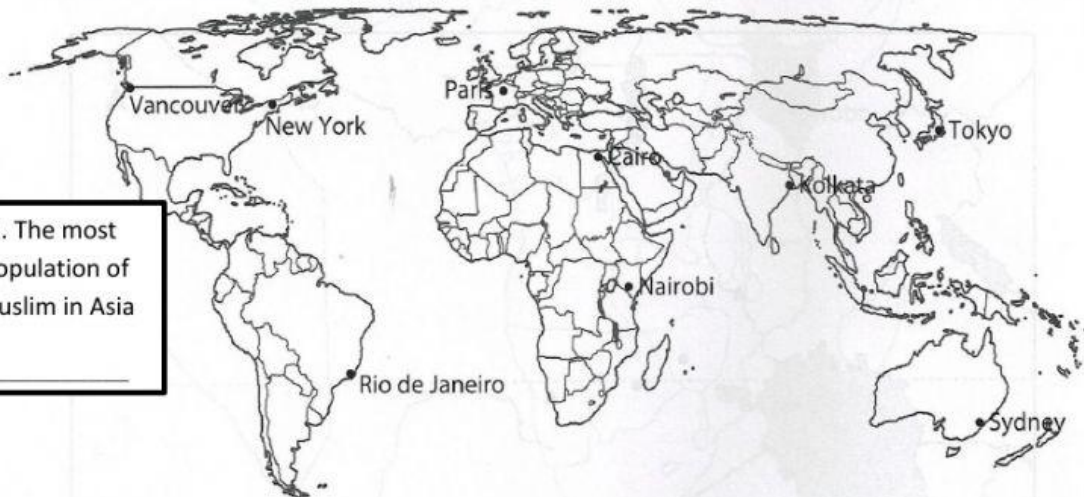 Vancouver
New York
Paris
Cairo
Tokyo
Kolkata
. The most
opulation of
uslim in Asia
Nairobi
Rio de Janeiro
Sydney